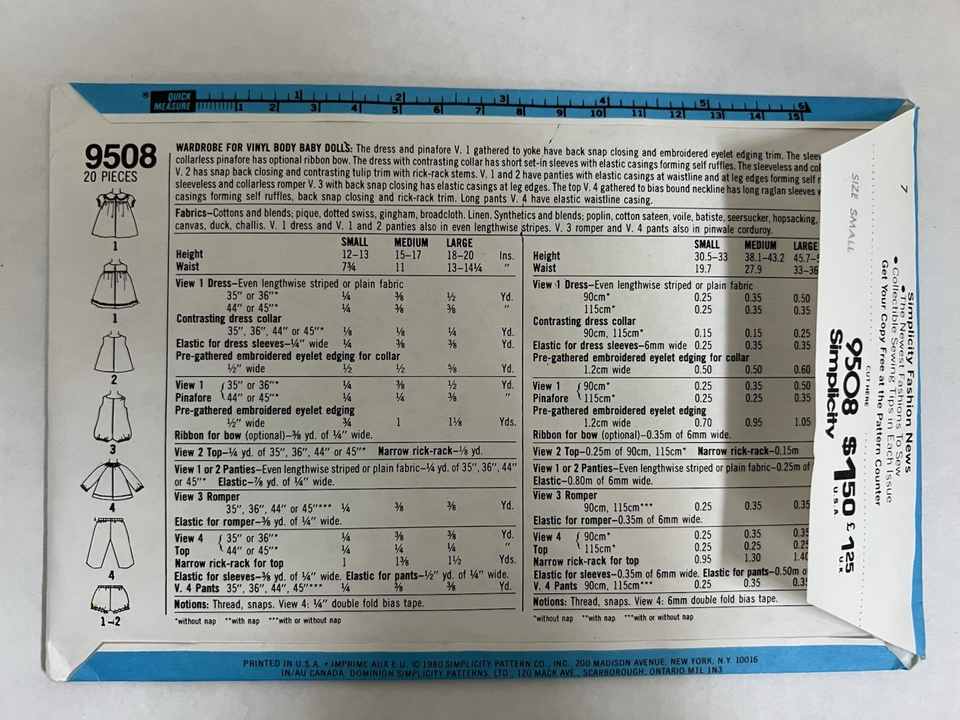 QUICK
MEASURE
1 2 3 4 5 6
1 2 3 4 5 6 7 8 9 10 11 12 13 14 15
9508
20 PIECES
1
1
2
3
4
4
1-2
WARDROBE FOR VINYL BODY BABY DOLLS: The dress and pinafore V. 1 gathered to yoke have back snap closing and embroidered eyelet edging trim. The
collarless pinafore has optional ribbon bow. The dress with contrasting collar has short set-in sleeves with elastic casings forming self ruffles. The sleeveless and
V. 2 has snap back closing and contrasting tulip trim with rick-rack stems. V. 1 and 2 have panties with elastic casings at waistline and at leg edges forming self
sleeveless and collarless romper V. 3 with back snap closing has elastic casings at leg edges. The top V. 4 gathered to bias bound neckline has long raglan sleeves
casings forming self ruffles, back snap closing and rick-rack trim. Long pants V. 4 have elastic waistline casing.
Fabrics–Cottons and blends; pique, dotted swiss, gingham, broadcloth. Linen. Synthetics and blends; poplin, cotton sateen, voile, batiste, seersucker, hopsacking,
canvas, duck, challis. V. 1 dress and V. 1 and 2 panties also in even lengthwise stripes. V. 3 romper and V. 4 pants also in pinwale corduroy.
SMALL MEDIUM LARGE
Height 12–13 15–17 18–20 Ins.
Waist 7¾ 11 13–14¼ "
View 1 Dress–Even lengthwise striped or plain fabric
35" or 36"* ¼ ⅜ ½ Yd.
44" or 45"* ¼ ⅜ ⅜ "
Contrasting dress collar
35", 36", 44" or 45"* ⅛ ⅛ ¼ Yd.
Elastic for dress sleeves–¼" wide ¼ ⅜ ⅜ Yd.
Pre-gathered embroidered eyelet edging for collar
½" wide ½ ½ ⅝ Yd.
View 1 { 35" or 36"* ¼ ⅜ ½ Yd.
Pinafore { 44" or 45"* ¼ ¼ ⅜ "
Pre-gathered embroidered eyelet edging
½" wide ¾ 1 1⅛ Yds.
Ribbon for bow (optional)–⅜ yd. of ¼" wide.
View 2 Top–¼ yd. of 35", 36", 44" or 45"* Narrow rick-rack–⅛ yd.
View 1 or 2 Panties–Even lengthwise striped or plain fabric–¼ yd. of 35", 36", 44"
or 45"* Elastic–⅞ yd. of ¼" wide.
View 3 Romper
35", 36", 44" or 45"*** ¼ ⅜ ⅜ Yd.
Elastic for romper–⅜ yd. of ¼" wide.
View 4 { 35" or 36"* ¼ ⅜ ⅜ Yd.
Top { 44" or 45"* ¼ ¼ ¼ "
Narrow rick-rack for top 1 1⅜ 1½ Yds.
Elastic for sleeves–⅜ yd. of ¼" wide. Elastic for pants–½" yd. of ¼" wide.
V. 4 Pants 35", 36", 44", 45"*** ¼ ⅜ ⅜ Yd.
Notions: Thread, snaps. View 4: ¼" double fold bias tape.
*without nap **with nap ***with or without nap
SMALL MEDIUM LARGE
Height 30.5–33 38.1–43.2
Waist 19.7 27.9
View 1 Dress–Even lengthwise striped or plain fabric
90cm* 0.25 0.35 0.50
115cm* 0.25 0.35 0.35
Contrasting dress collar
90cm, 115cm* 0.15 0.15 0.25
Elastic for dress sleeves–6mm wide 0.25 0.35 0.35
Pre-gathered embroidered eyelet edging for collar
1.2cm wide 0.50 0.50 0.60
View 1 { 90cm* 0.25 0.35 0.50
Pinafore { 115cm* 0.25 0.25 0.35
Pre-gathered embroidered eyelet edging
1.2cm wide 0.70 0.95 1.05
Ribbon for bow (optional)–0.35m of 6mm wide.
View 2 Top–0.25m of 90cm, 115cm* Narrow rick-rack–0.15m
View 1 or 2 Panties–Even lengthwise striped or plain fabric–0.25m of
Elastic–0.80m of 6mm wide.
View 3 Romper
90cm, 115cm*** 0.25 0.35 0.35
Elastic for romper–0.35m of 6mm wide.
View 4 { 90cm* 0.25 0.35 0.35
Top { 115cm* 0.25 0.25 0.25
Narrow rick-rack for top 0.95 1.30 1.40
Elastic for sleeves–0.35m of 6mm wide. Elastic for pants–0.50m
V. 4 Pants 90cm, 115cm*** 0.25 0.35
Notions: Thread, snaps. View 4: 6mm double fold bias tape.
*without nap **with nap ***with or without nap
7
SIZE SMALL
Simplicity Fashion News
• The Newest Fashions To Sew
• Collectible Sewing Tips in Each Issue
Get Your Copy Free at the Pattern Counter
CUT HERE
9508 $1.50 U.S.A. £1.25 U.K.
Simplicity
PRINTED IN U.S.A. • IMPRIME AUX E.U. © 1980 SIMPLICITY PATTERN CO., INC., 200 MADISON AVENUE, NEW YORK, N.Y. 10016
IN/AU CANADA: DOMINION SIMPLICITY PATTERNS, LTD., 120 MACK AVE., SCARBOROUGH, ONTARIO M1L 1N3